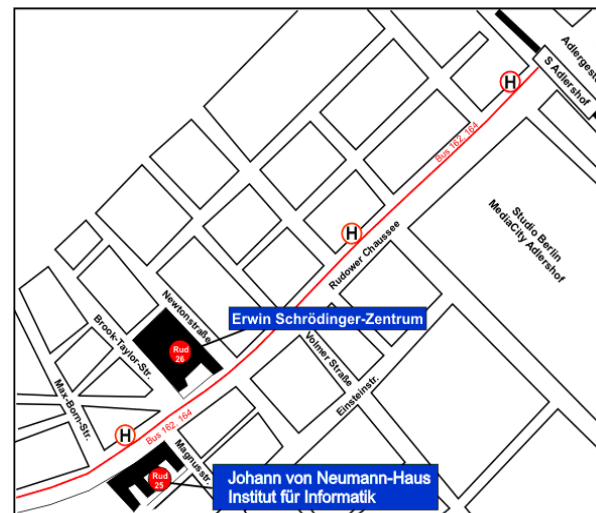 Adlergest
S Adlershof
H
Bus 162, 164
Studio Berlin
MediaCity Adlershof
H
Rudower Chaussee
Newtonstraße
Erwin Schrödinger-Zentrum
Brook-Taylor-Str.
Rud
26
Volmer Straße
Einsteinstr.
Max-Born-Str.
H
Bus 162, 164
Magnusstr.
Rud
25
Johann von Neumann-Haus
Institut für Informatik